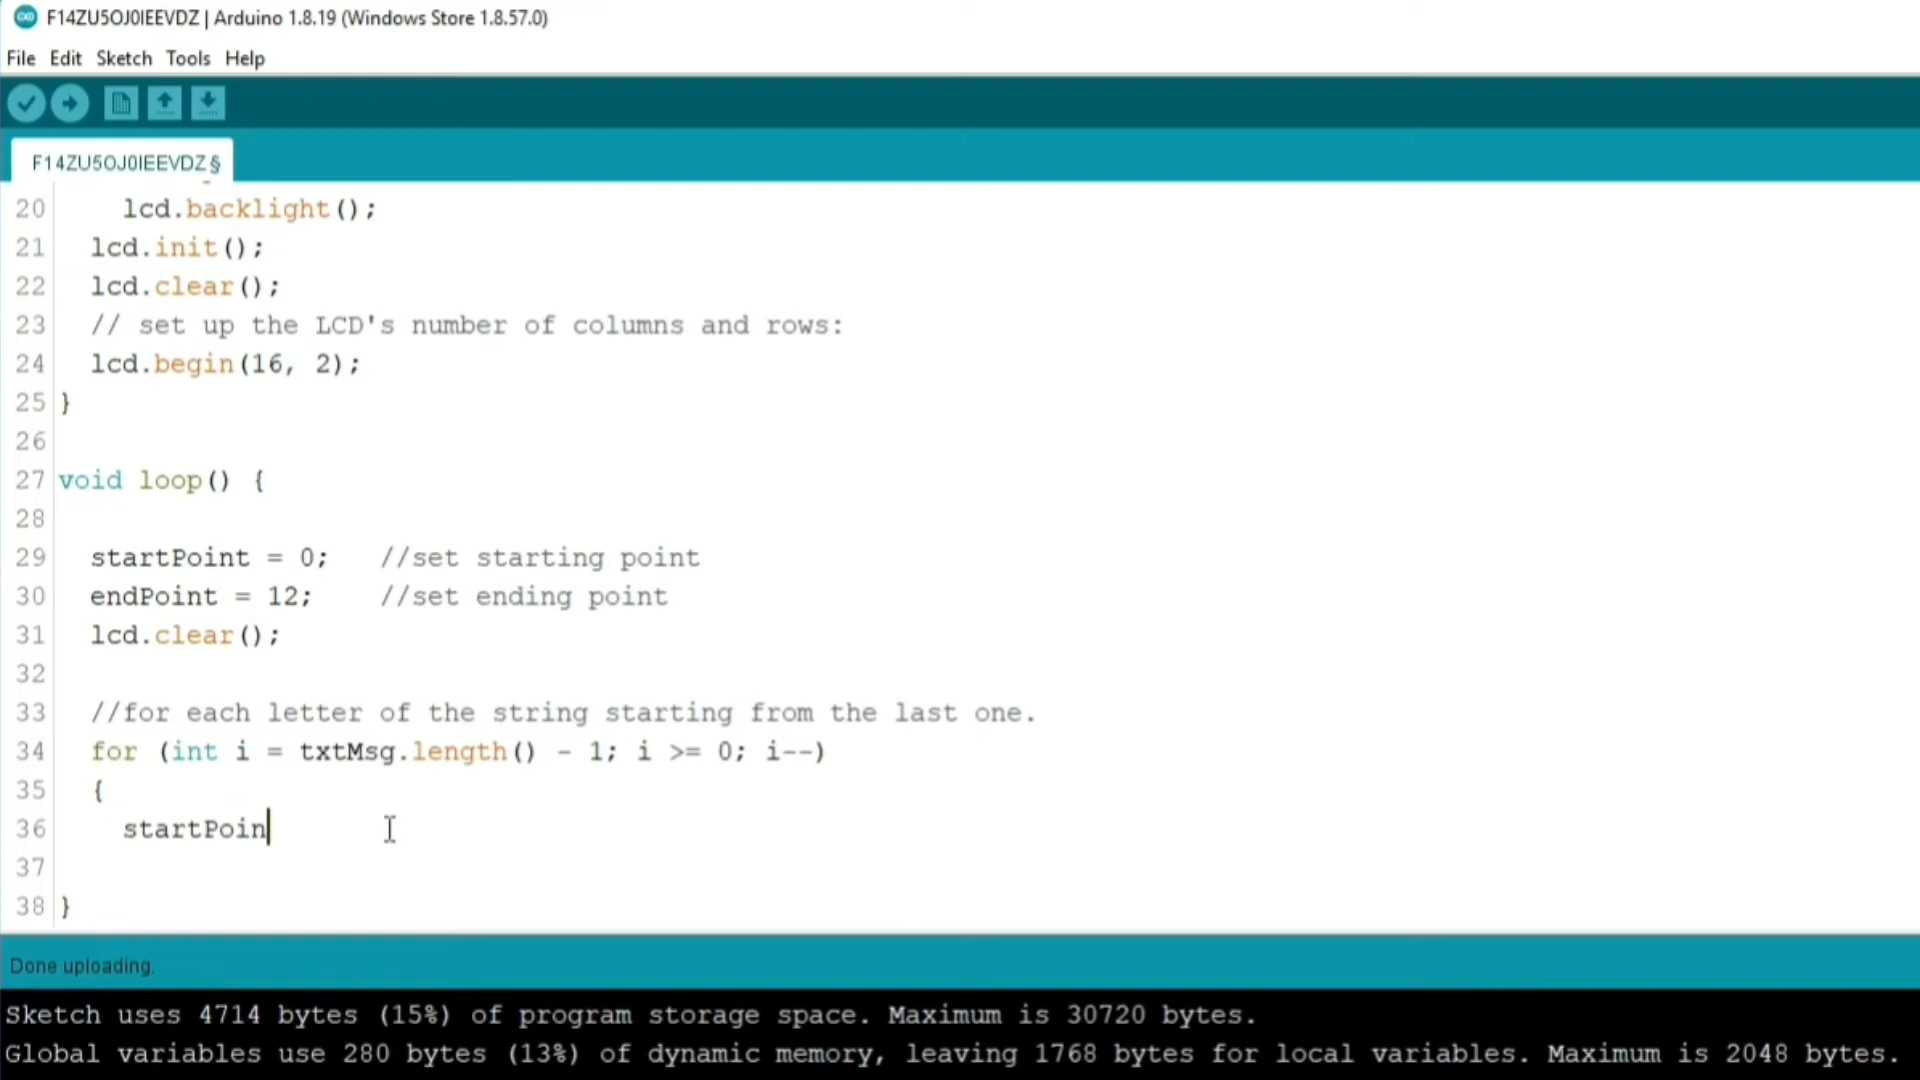 F14ZU5OJ0IEEVDZ | Arduino 1.8.19 (Windows Store 1.8.57.0)
File Edit Sketch Tools Help
F14ZU5OJ0IEEVDZ §
20 lcd.backlight();
21 lcd.init();
22 lcd.clear();
23 // set up the LCD's number of columns and rows:
24 lcd.begin(16, 2);
25 }
26
27 void loop() {
28
29 startPoint = 0; //set starting point
30 endPoint = 12; //set ending point
31 lcd.clear();
32
33 //for each letter of the string starting from the last one.
34 for (int i = txtMsg.length() - 1; i >= 0; i--)
35 {
36 startPoin
37
38 }
Done uploading.
Sketch uses 4714 bytes (15%) of program storage space. Maximum is 30720 bytes.
Global variables use 280 bytes (13%) of dynamic memory, leaving 1768 bytes for local variables. Maximum is 2048 bytes.